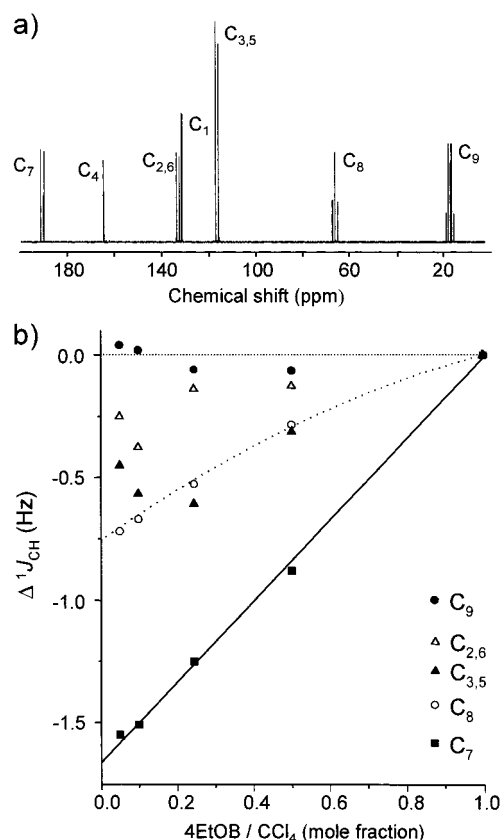 a)
C3,5
C1
C7
C4
C2,6
C8
C9
180 140 100 60 20
Chemical shift (ppm)
b)
0.0
-0.5
-1.0
-1.5
Δ 1JCH (Hz)
C9
C2,6
C3,5
C8
C7
0.0 0.2 0.4 0.6 0.8 1.0
4EtOB / CCl4 (mole fraction)